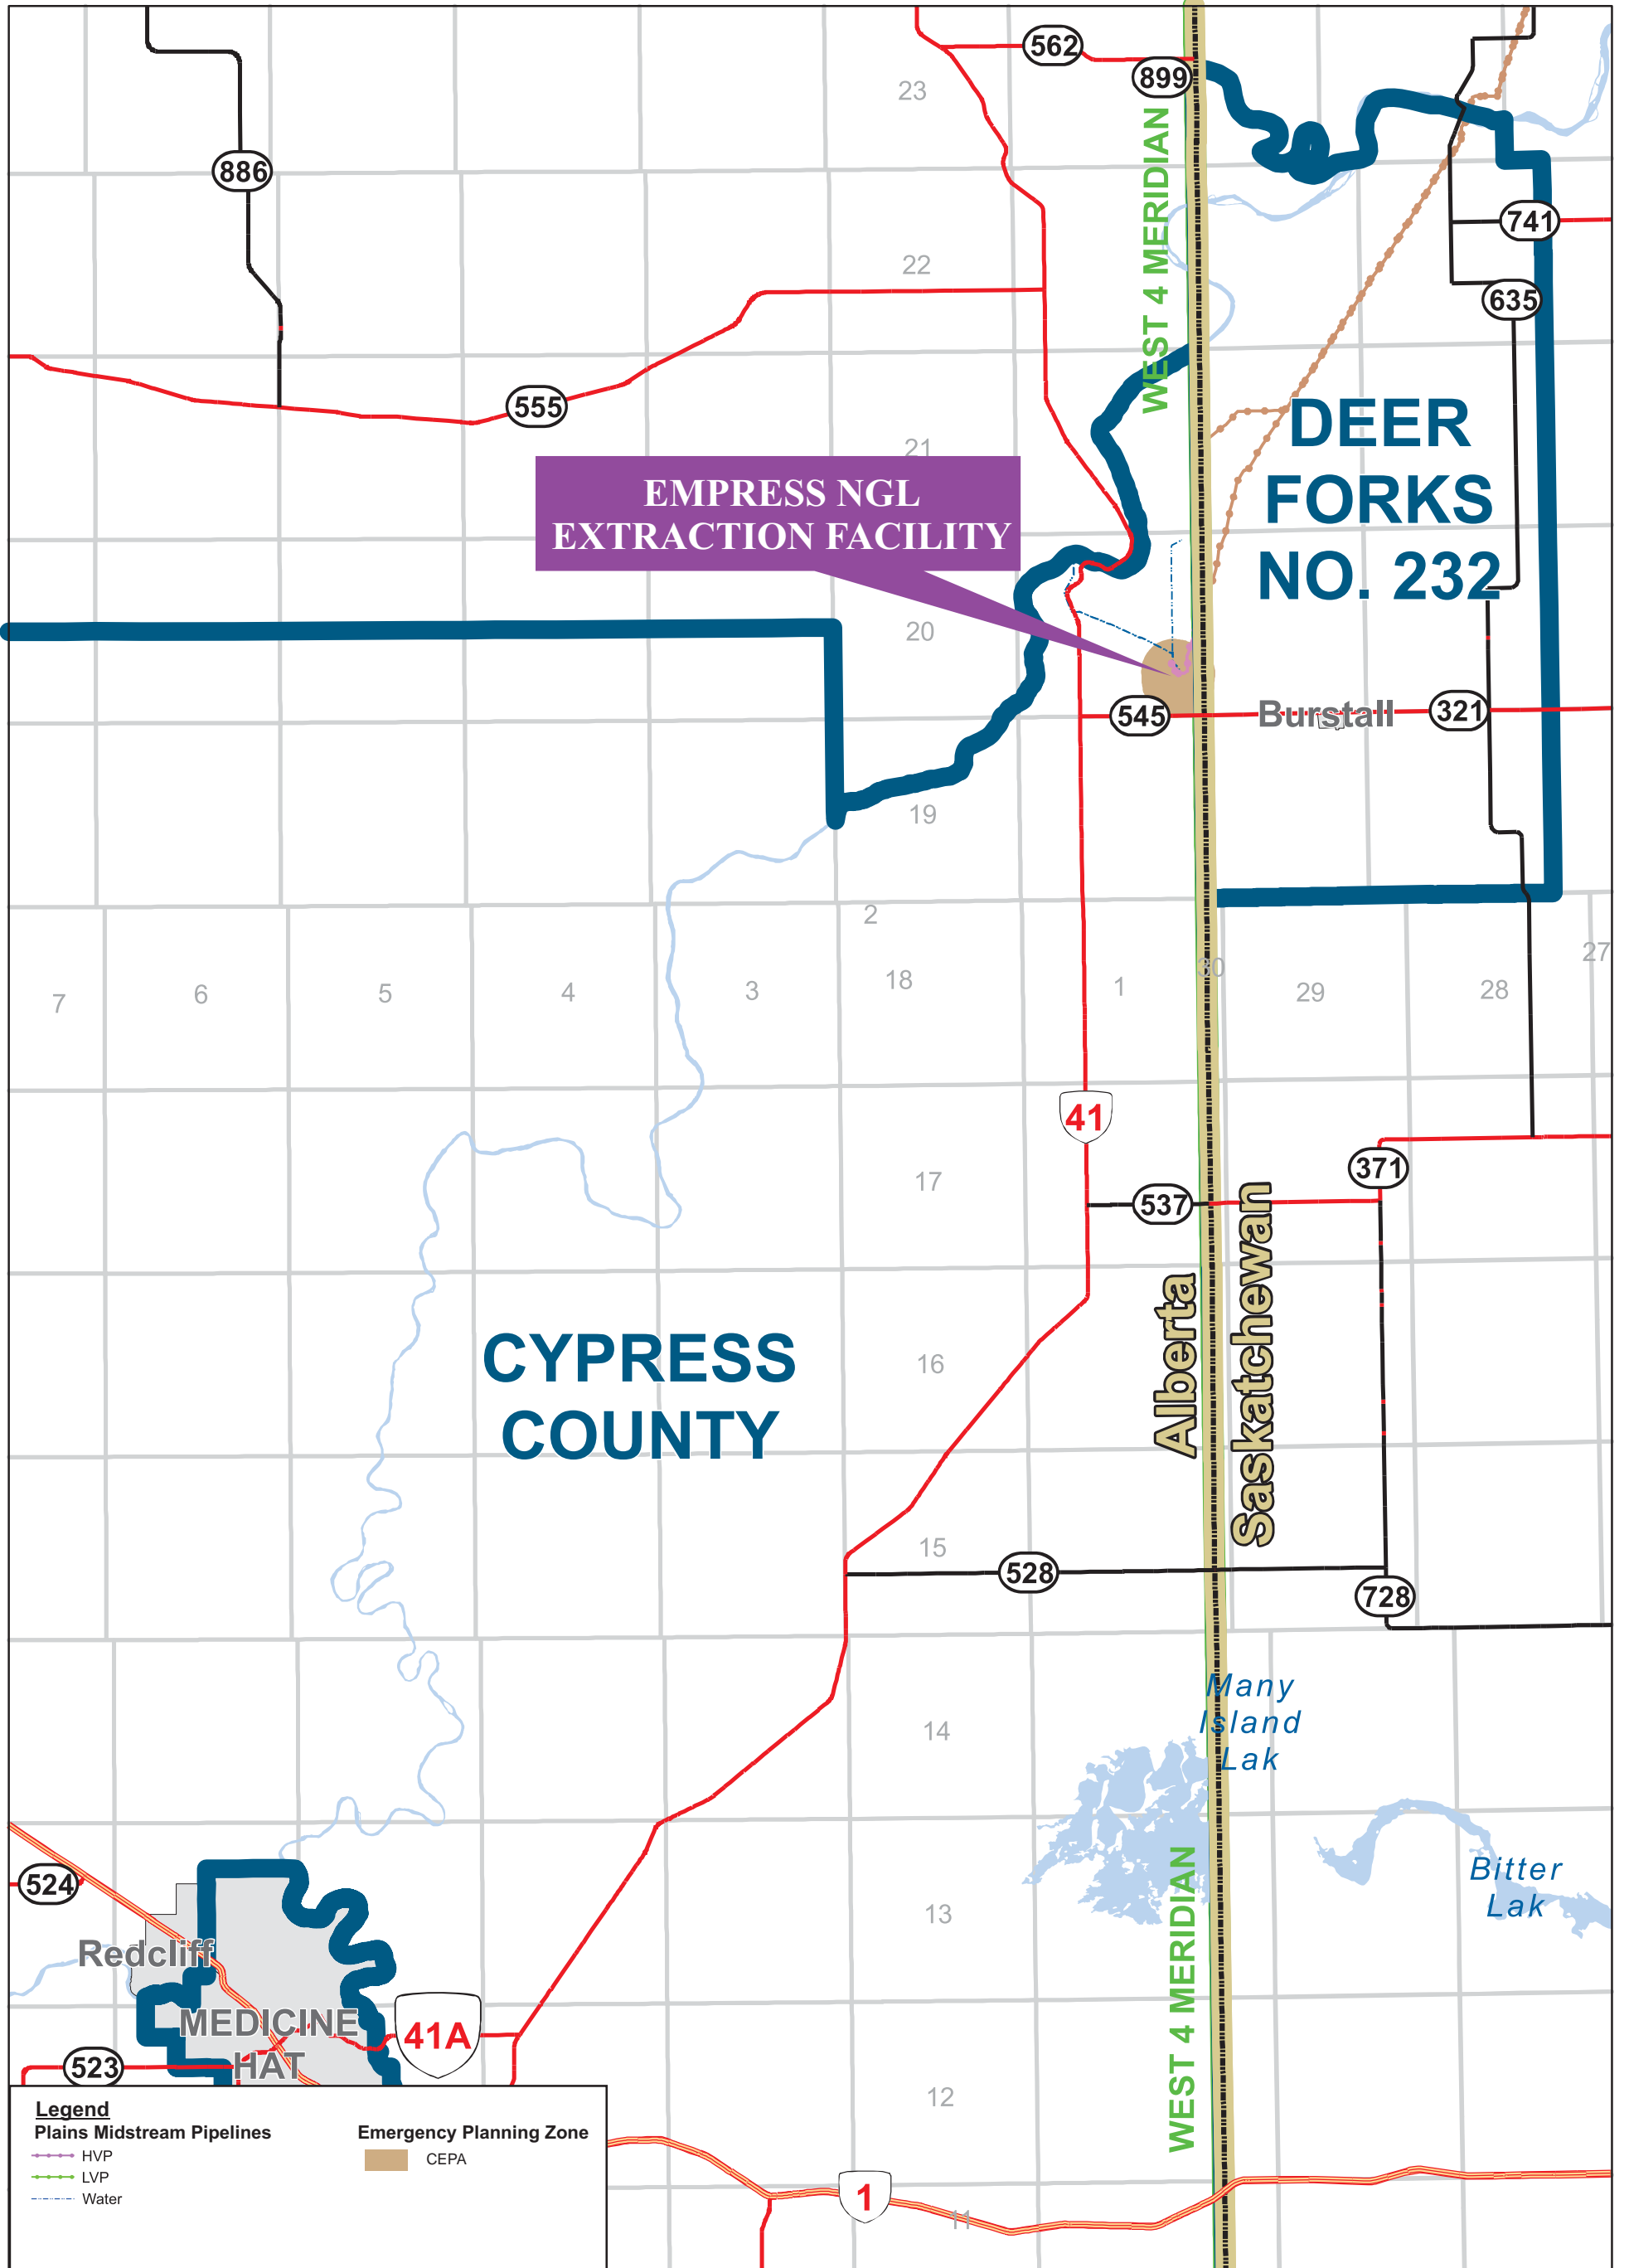 562
899
23
886
WEST 4 MERIDIAN
741
22
635
555
DEER
FORKS
NO. 232
21
EMPRESS NGL
EXTRACTION FACILITY
20
545
Burstall
321
19
2
27
7
6
5
4
3
18
1
30
29
28
41
371
17
537
Alberta
Saskatchewan
CYPRESS
COUNTY
16
15
528
728
Many
Island
Lak
14
524
Bitter
Lak
13
WEST 4 MERIDIAN
Redcliff
MEDICINE
HAT
41A
523
12
Legend
Plains Midstream Pipelines
HVP
LVP
Water
Emergency Planning Zone
CEPA
1
11